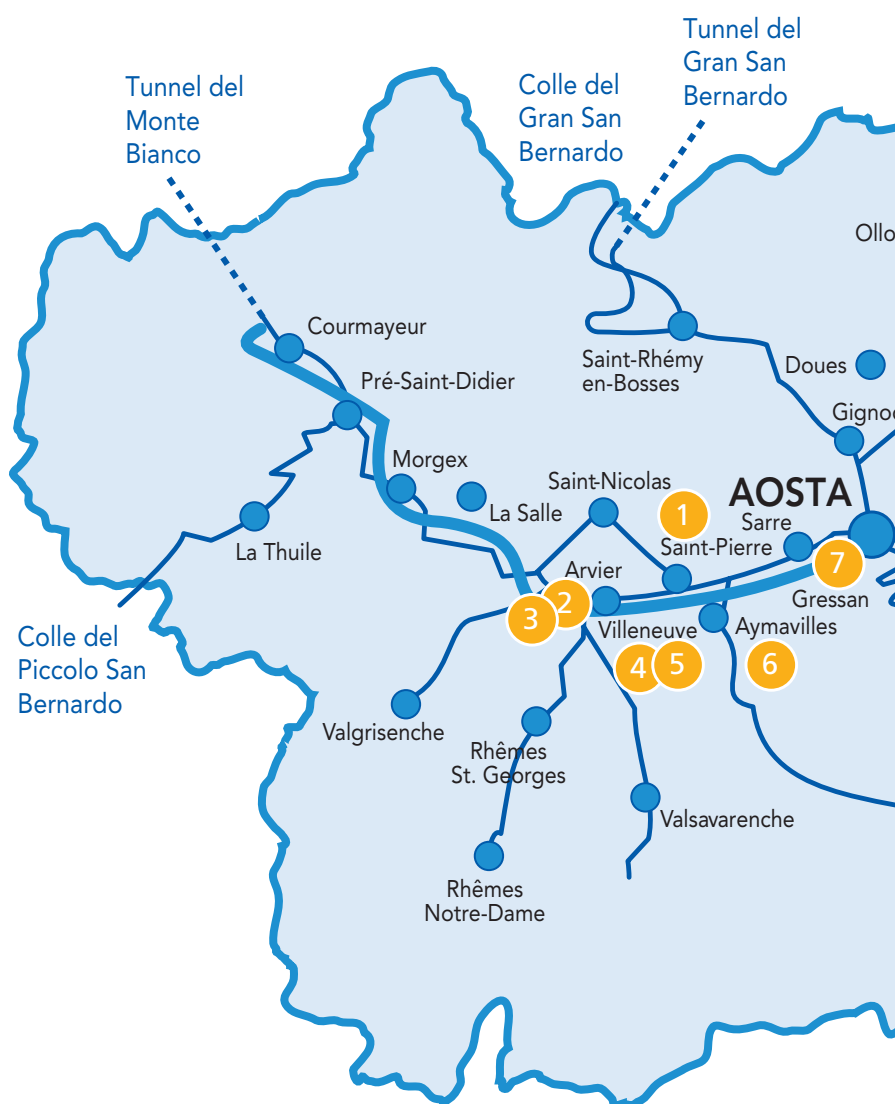 Tunnel del
Gran San
Bernardo
Tunnel del
Monte
Bianco
Colle del
Gran San
Bernardo
Ollo
Courmayeur
Saint-Rhémy
en-Bosses
Doues
Pré-Saint-Didier
Gignod
Morgex
La Salle
Saint-Nicolas
1
AOSTA
Sarre
La Thuile
Saint-Pierre
Arvier
7
Gressan
2
3
Villeneuve
Aymavilles
Colle del
Piccolo San
Bernardo
4
5
6
Valgrisenche
Rhêmes
St. Georges
Valsavarenche
Rhêmes
Notre-Dame